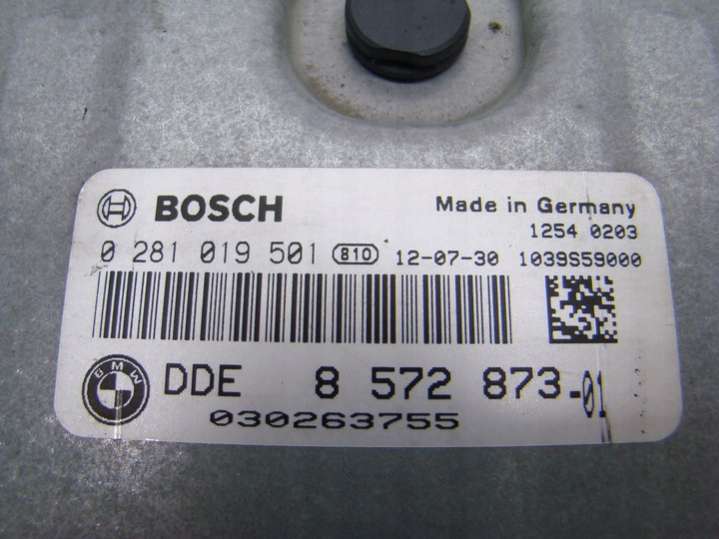 BOSCH Made in Germany
1254 0203
0 281 019 501 810 12-07-30 1039S59000
BMW DDE 8 572 873-01
030263755